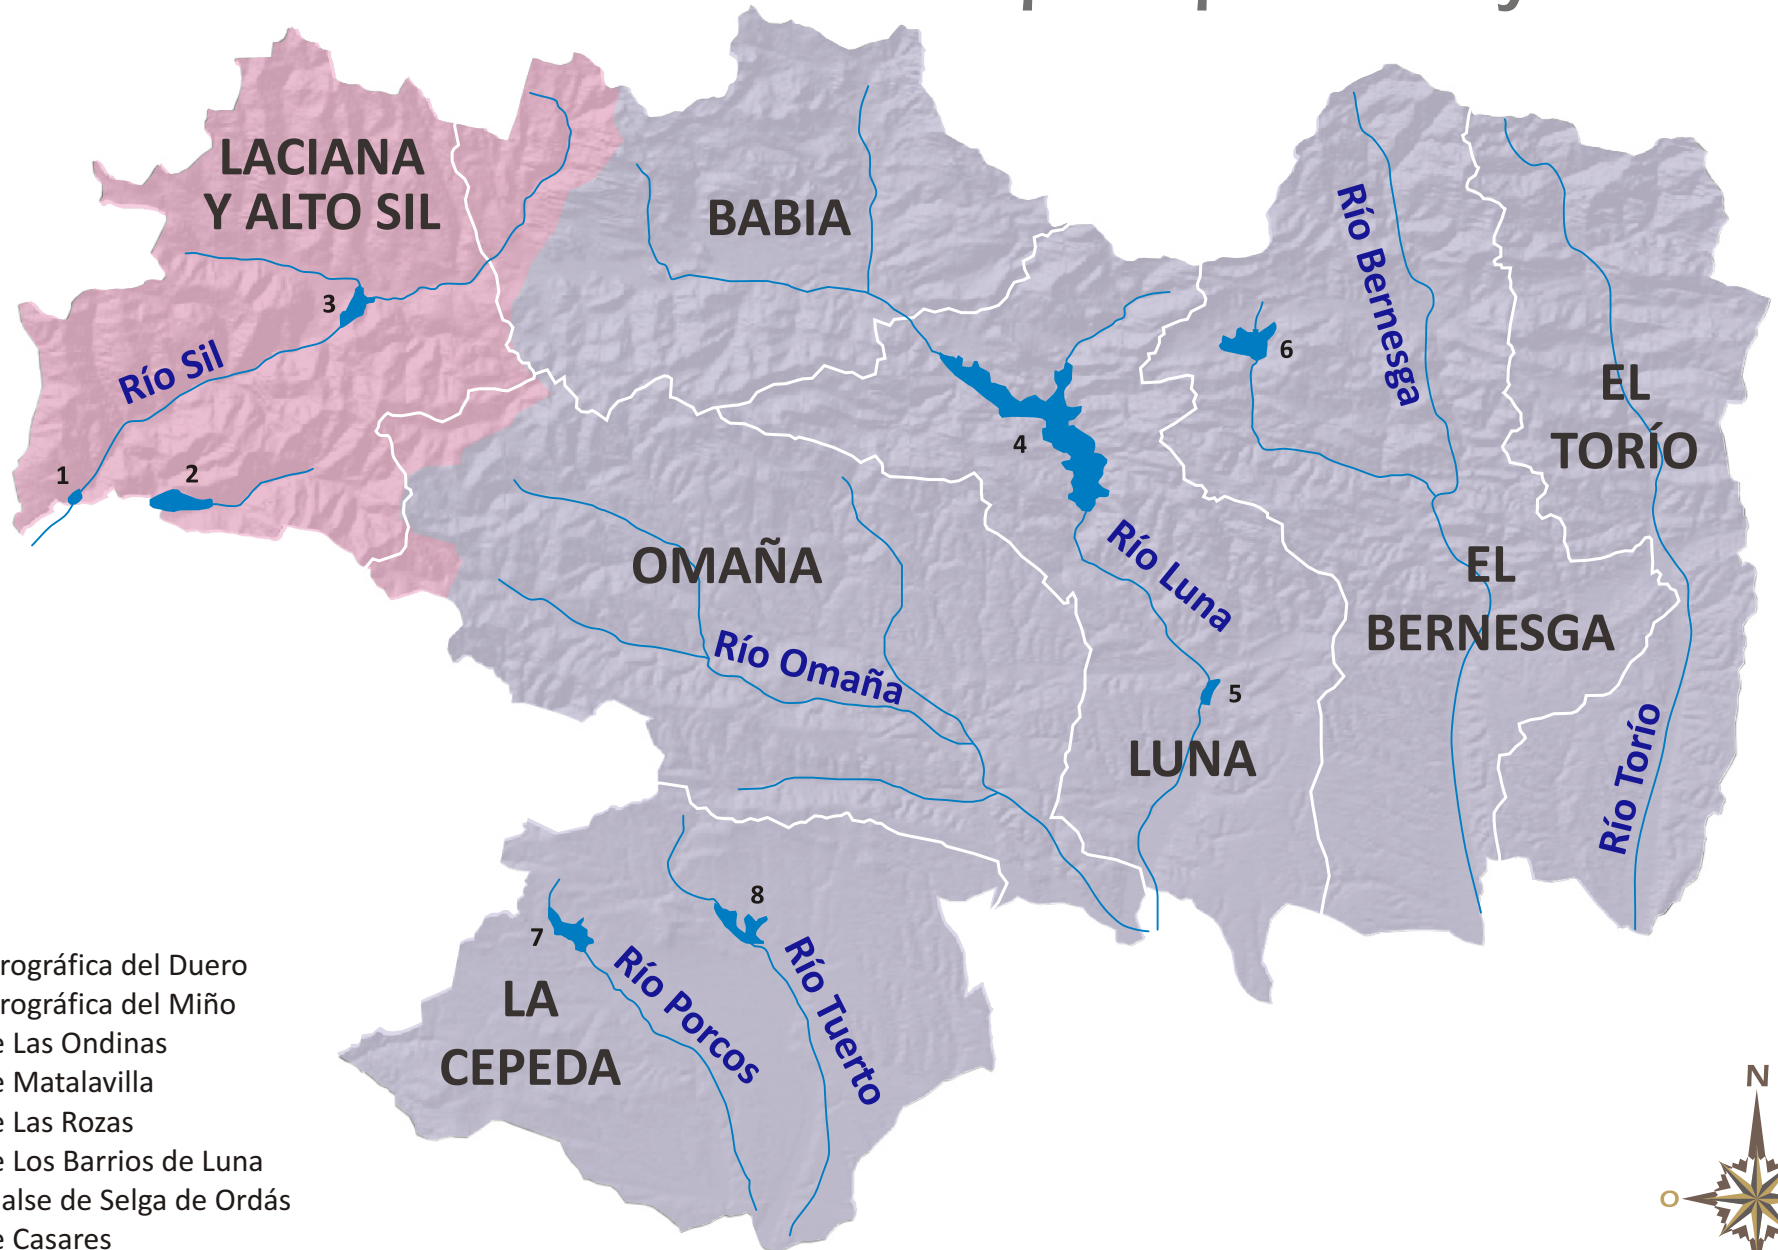 LACIANA
Y ALTO SIL
BABIA
Río Bernesga
3
6
Río Sil
EL
TORÍO
4
1
2
OMAÑA
Río Luna
EL
BERNESGA
Río Omaña
5
LUNA
Río Torío
8
7
Río Porcos
Río Tuerto
LA
CEPEDA
rográfica del Duero
rográfica del Miño
e Las Ondinas
e Matalavilla
e Las Rozas
e Los Barrios de Luna
alse de Selga de Ordás
e Casares
N
O